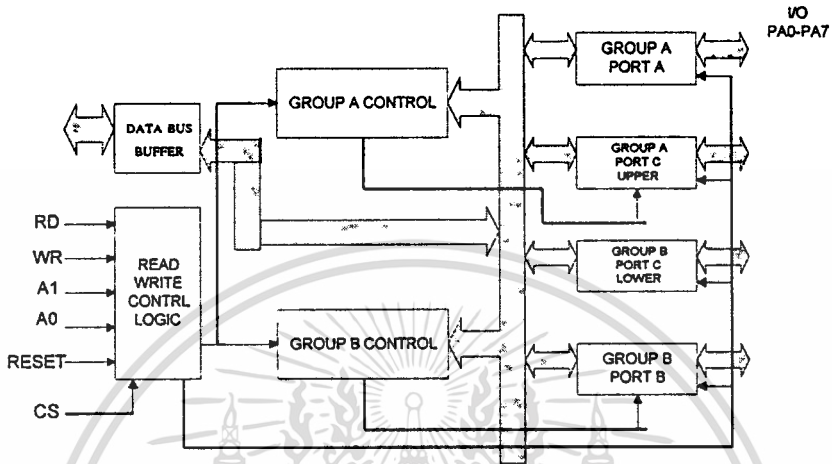 I/O
PA0-PA7
GROUP A
PORT A
GROUP A CONTROL
DATA BUS
BUFFER
GROUP A
PORT C
UPPER
RD
WR
A1
A0
RESET
CS
READ
WRITE
CONTRL
LOGIC
GROUP B
PORT C
LOWER
GROUP B CONTROL
GROUP B
PORT B